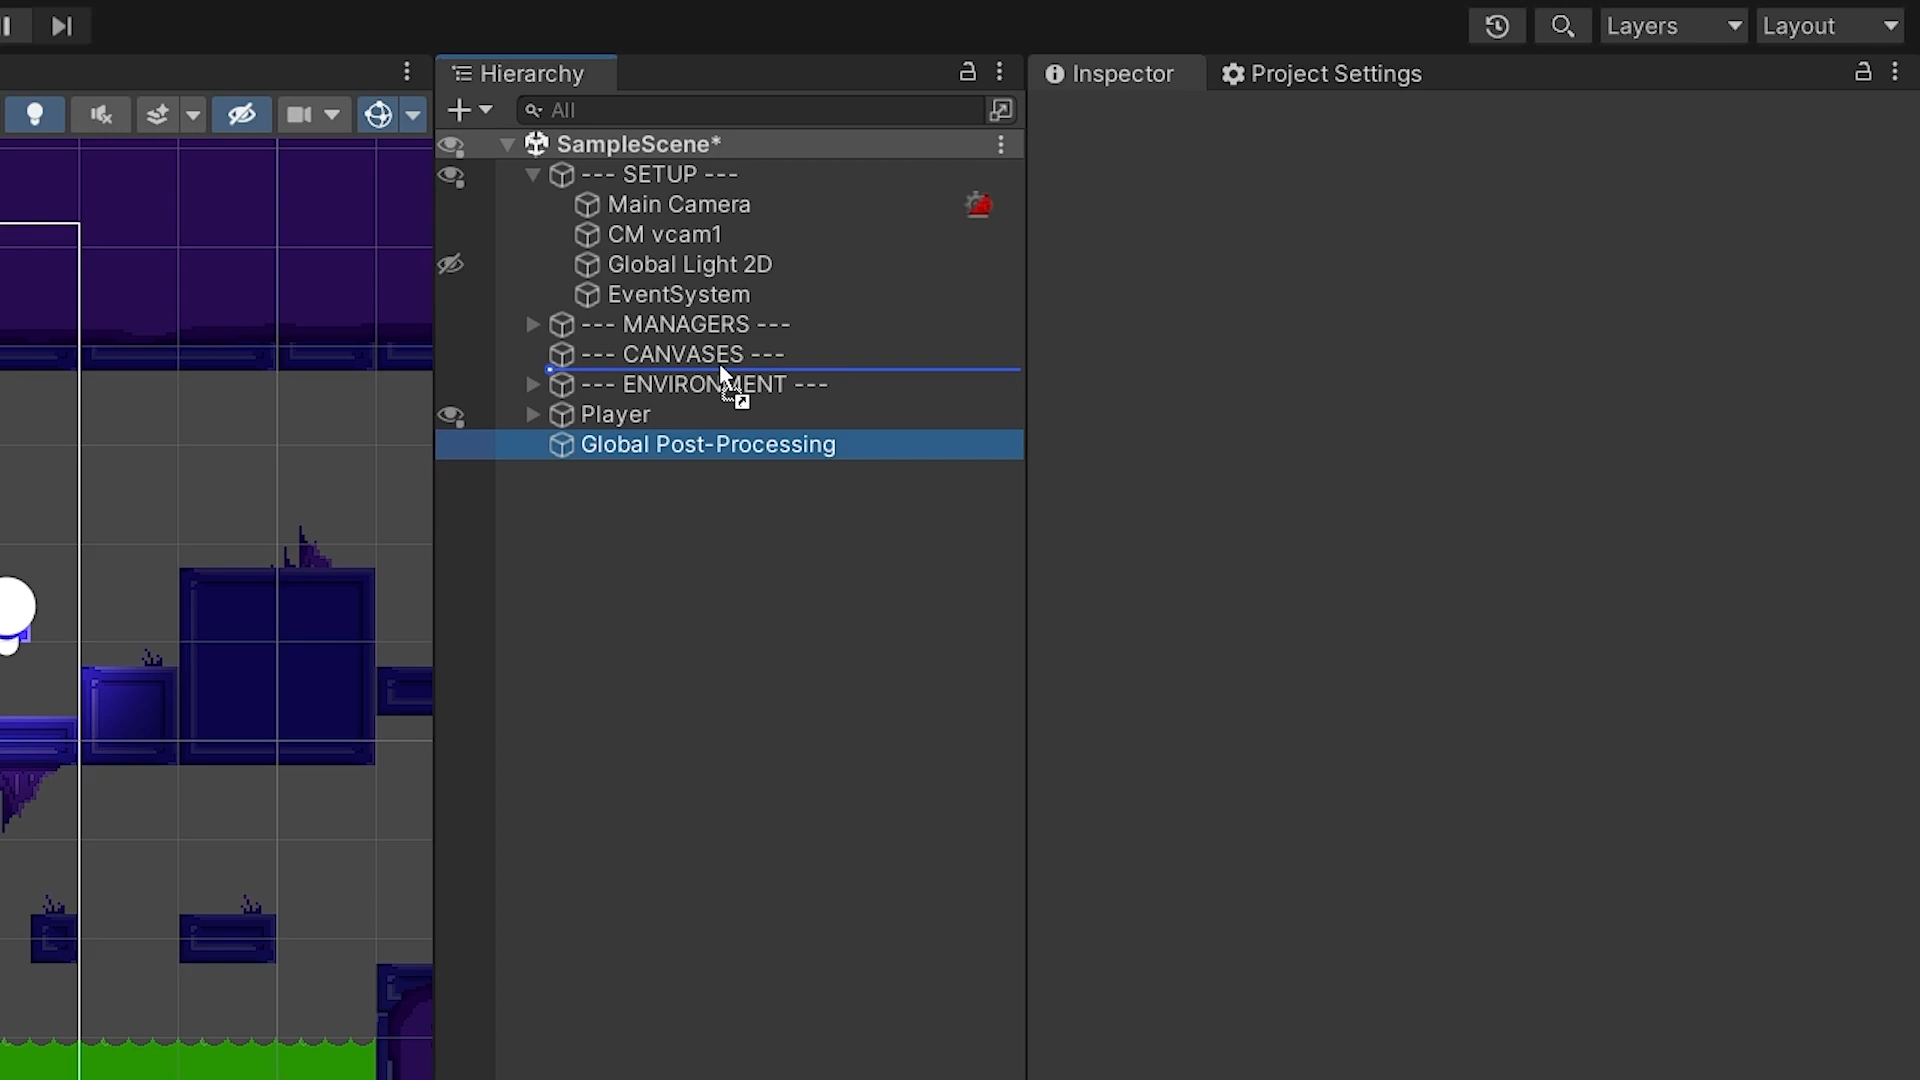 Layers
Layout
Hierarchy
Inspector
Project Settings
All
SampleScene*
--- SETUP ---
Main Camera
CM vcam1
Global Light 2D
EventSystem
--- MANAGERS ---
--- CANVASES ---
--- ENVIRONMENT ---
Player
Global Post-Processing